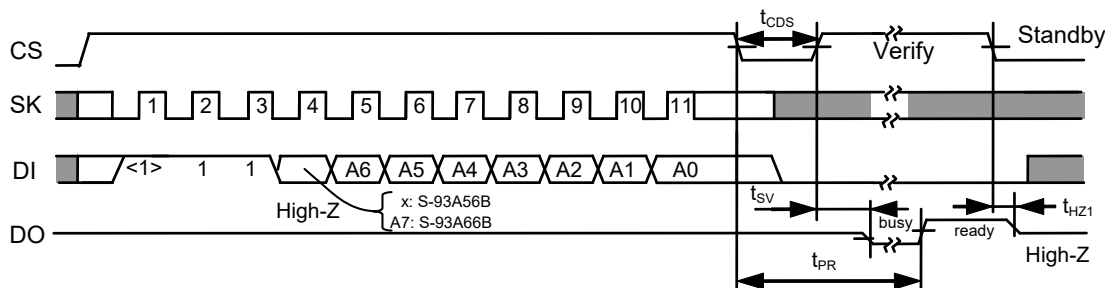 tCDS
CS Verify Standby
SK 1 2 3 4 5 6 7 8 9 10 11
DI <1> 1 1 A6 A5 A4 A3 A2 A1 A0
High-Z x: S-93A56B
A7: S-93A66B
tSV busy ready tHZ1
DO High-Z
tPR